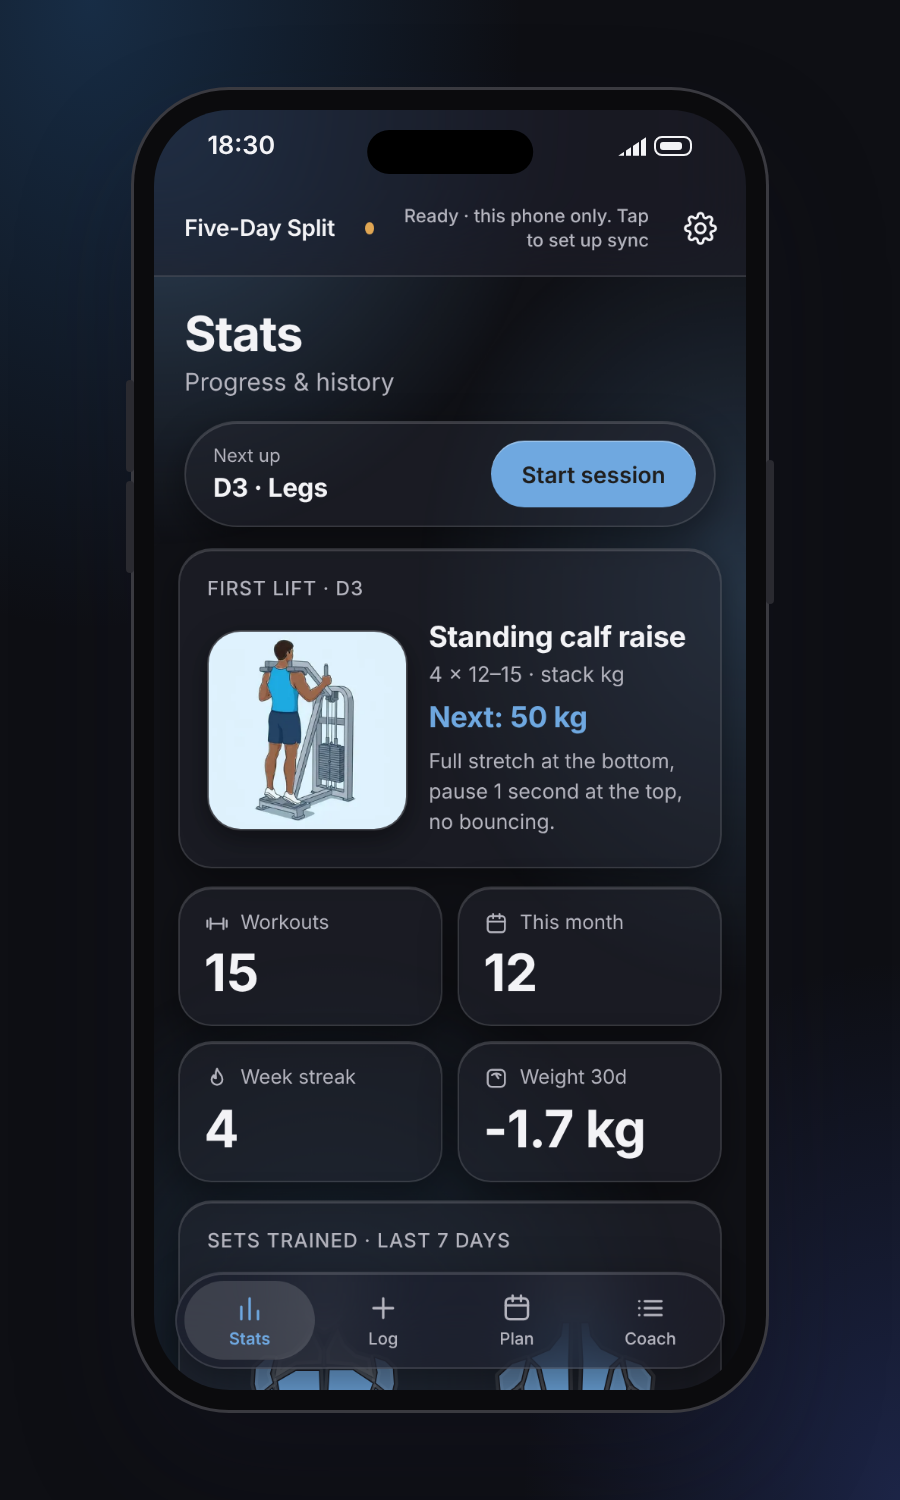 18:30
Five-Day Split
Ready · this phone only. Tap
to set up sync
Stats
Progress & history
Next up
D3 · Legs
Start session
FIRST LIFT · D3
Standing calf raise
4 × 12–15 · stack kg
Next: 50 kg
Full stretch at the bottom,
pause 1 second at the top,
no bouncing.
Workouts
15
This month
12
Week streak
4
Weight 30d
-1.7 kg
SETS TRAINED · LAST 7 DAYS
Stats
Log
Plan
Coach